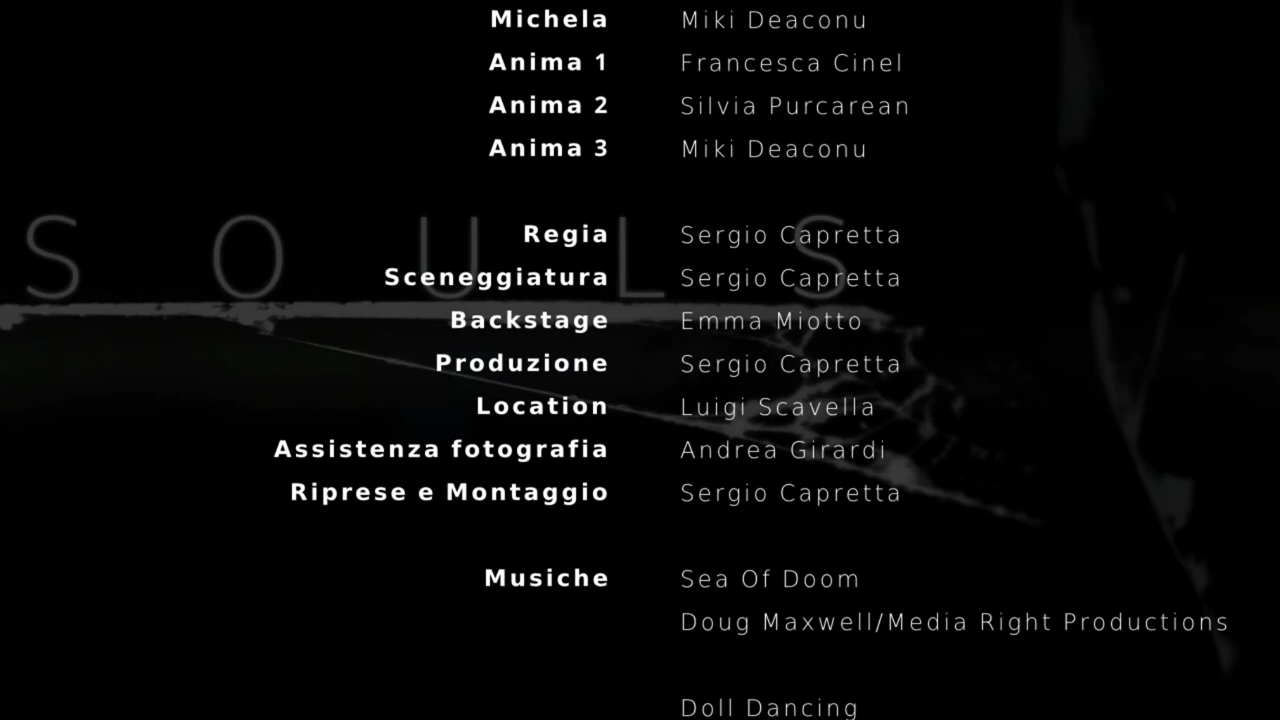 Michela Miki Deaconu
Anima 1 Francesca Cinel
Anima 2 Silvia Purcarean
Anima 3 Miki Deaconu
SOULS
Regia Sergio Capretta
Sceneggiatura Sergio Capretta
Backstage Emma Miotto
Produzione Sergio Capretta
Location Luigi Scavella
Assistenza fotografia Andrea Girardi
Riprese e Montaggio Sergio Capretta
Musiche Sea Of Doom
Doug Maxwell/Media Right Productions
Doll Dancing